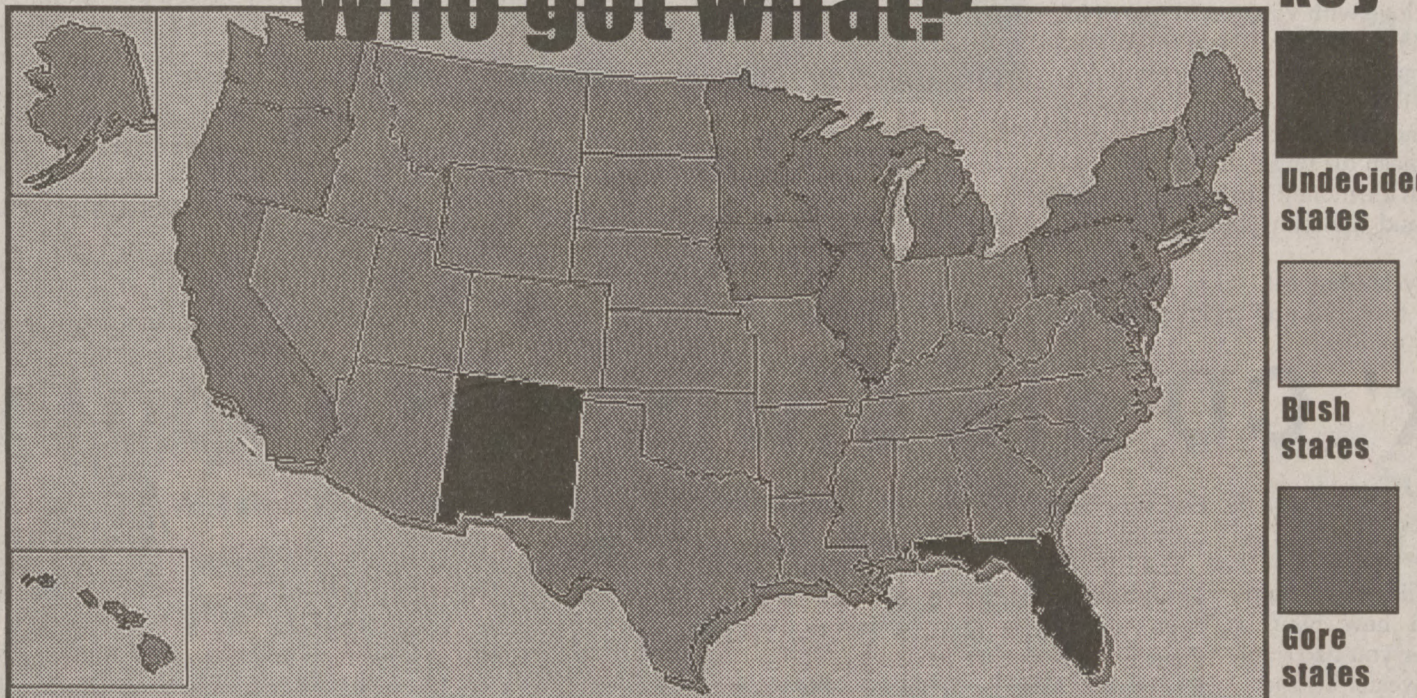 Who got what?
Key
Undecided
states
Bush
states
Gore
states